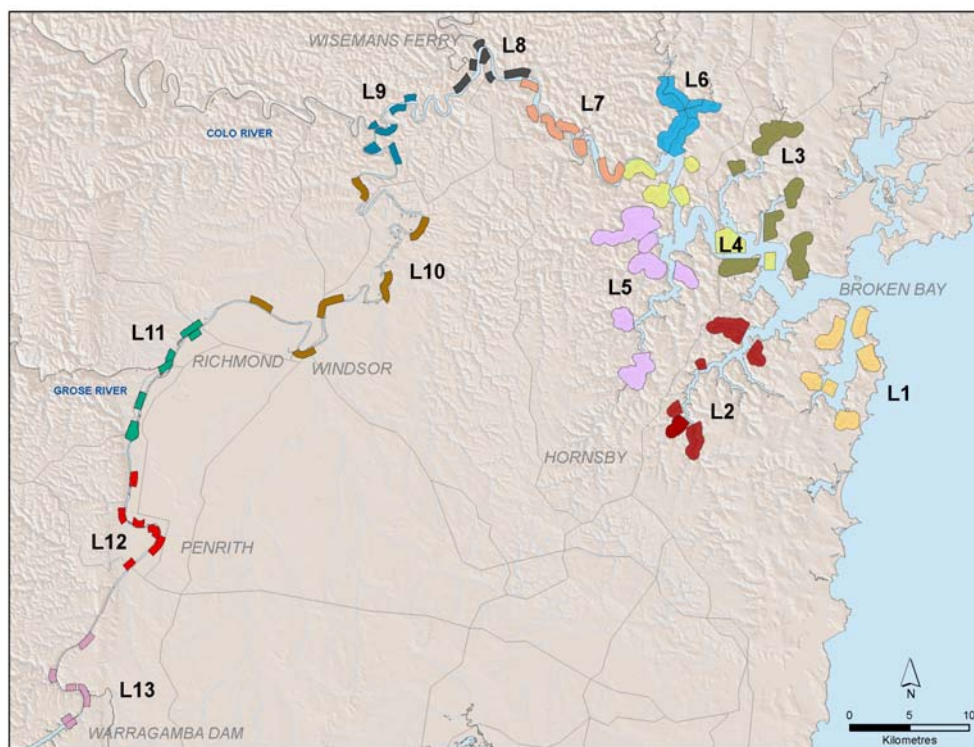 WISEMANS FERRY
L8
L6
L9
L7
COLO RIVER
L3
L4
L10
L5
BROKEN BAY
L11
RICHMOND
WINDSOR
GROSE RIVER
L1
L2
HORNSBY
L12
PENRITH
L13
WARRAGAMBA DAM
N
0 5 10
Kilometres